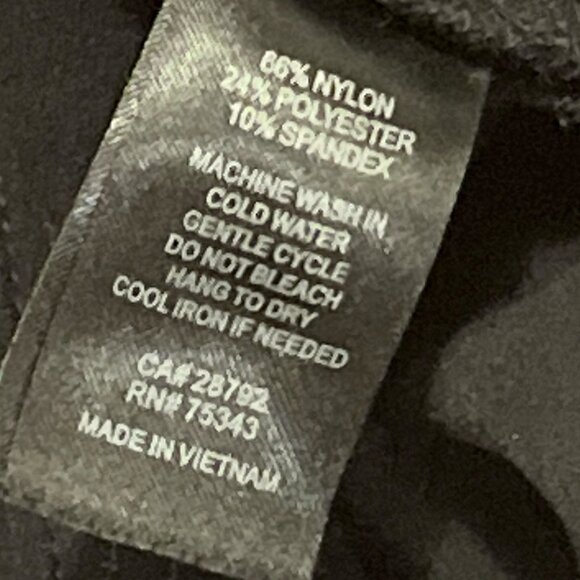 66% NYLON
24% POLYESTER
10% SPANDEX
MACHINE WASH IN
COLD WATER
GENTLE CYCLE
DO NOT BLEACH
HANG TO DRY
COOL IRON IF NEEDED
CA# 28792
RN# 75343
MADE IN VIETNAM